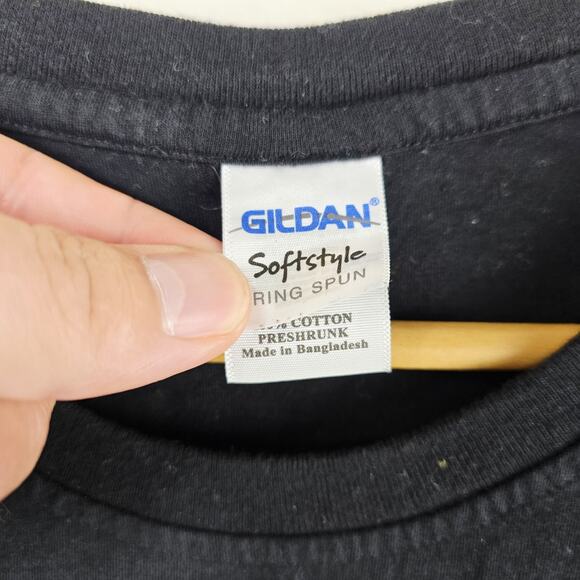 GILDAN®
Softstyle
RING SPUN
% COTTON
PRESHRUNK
Made in Bangladesh